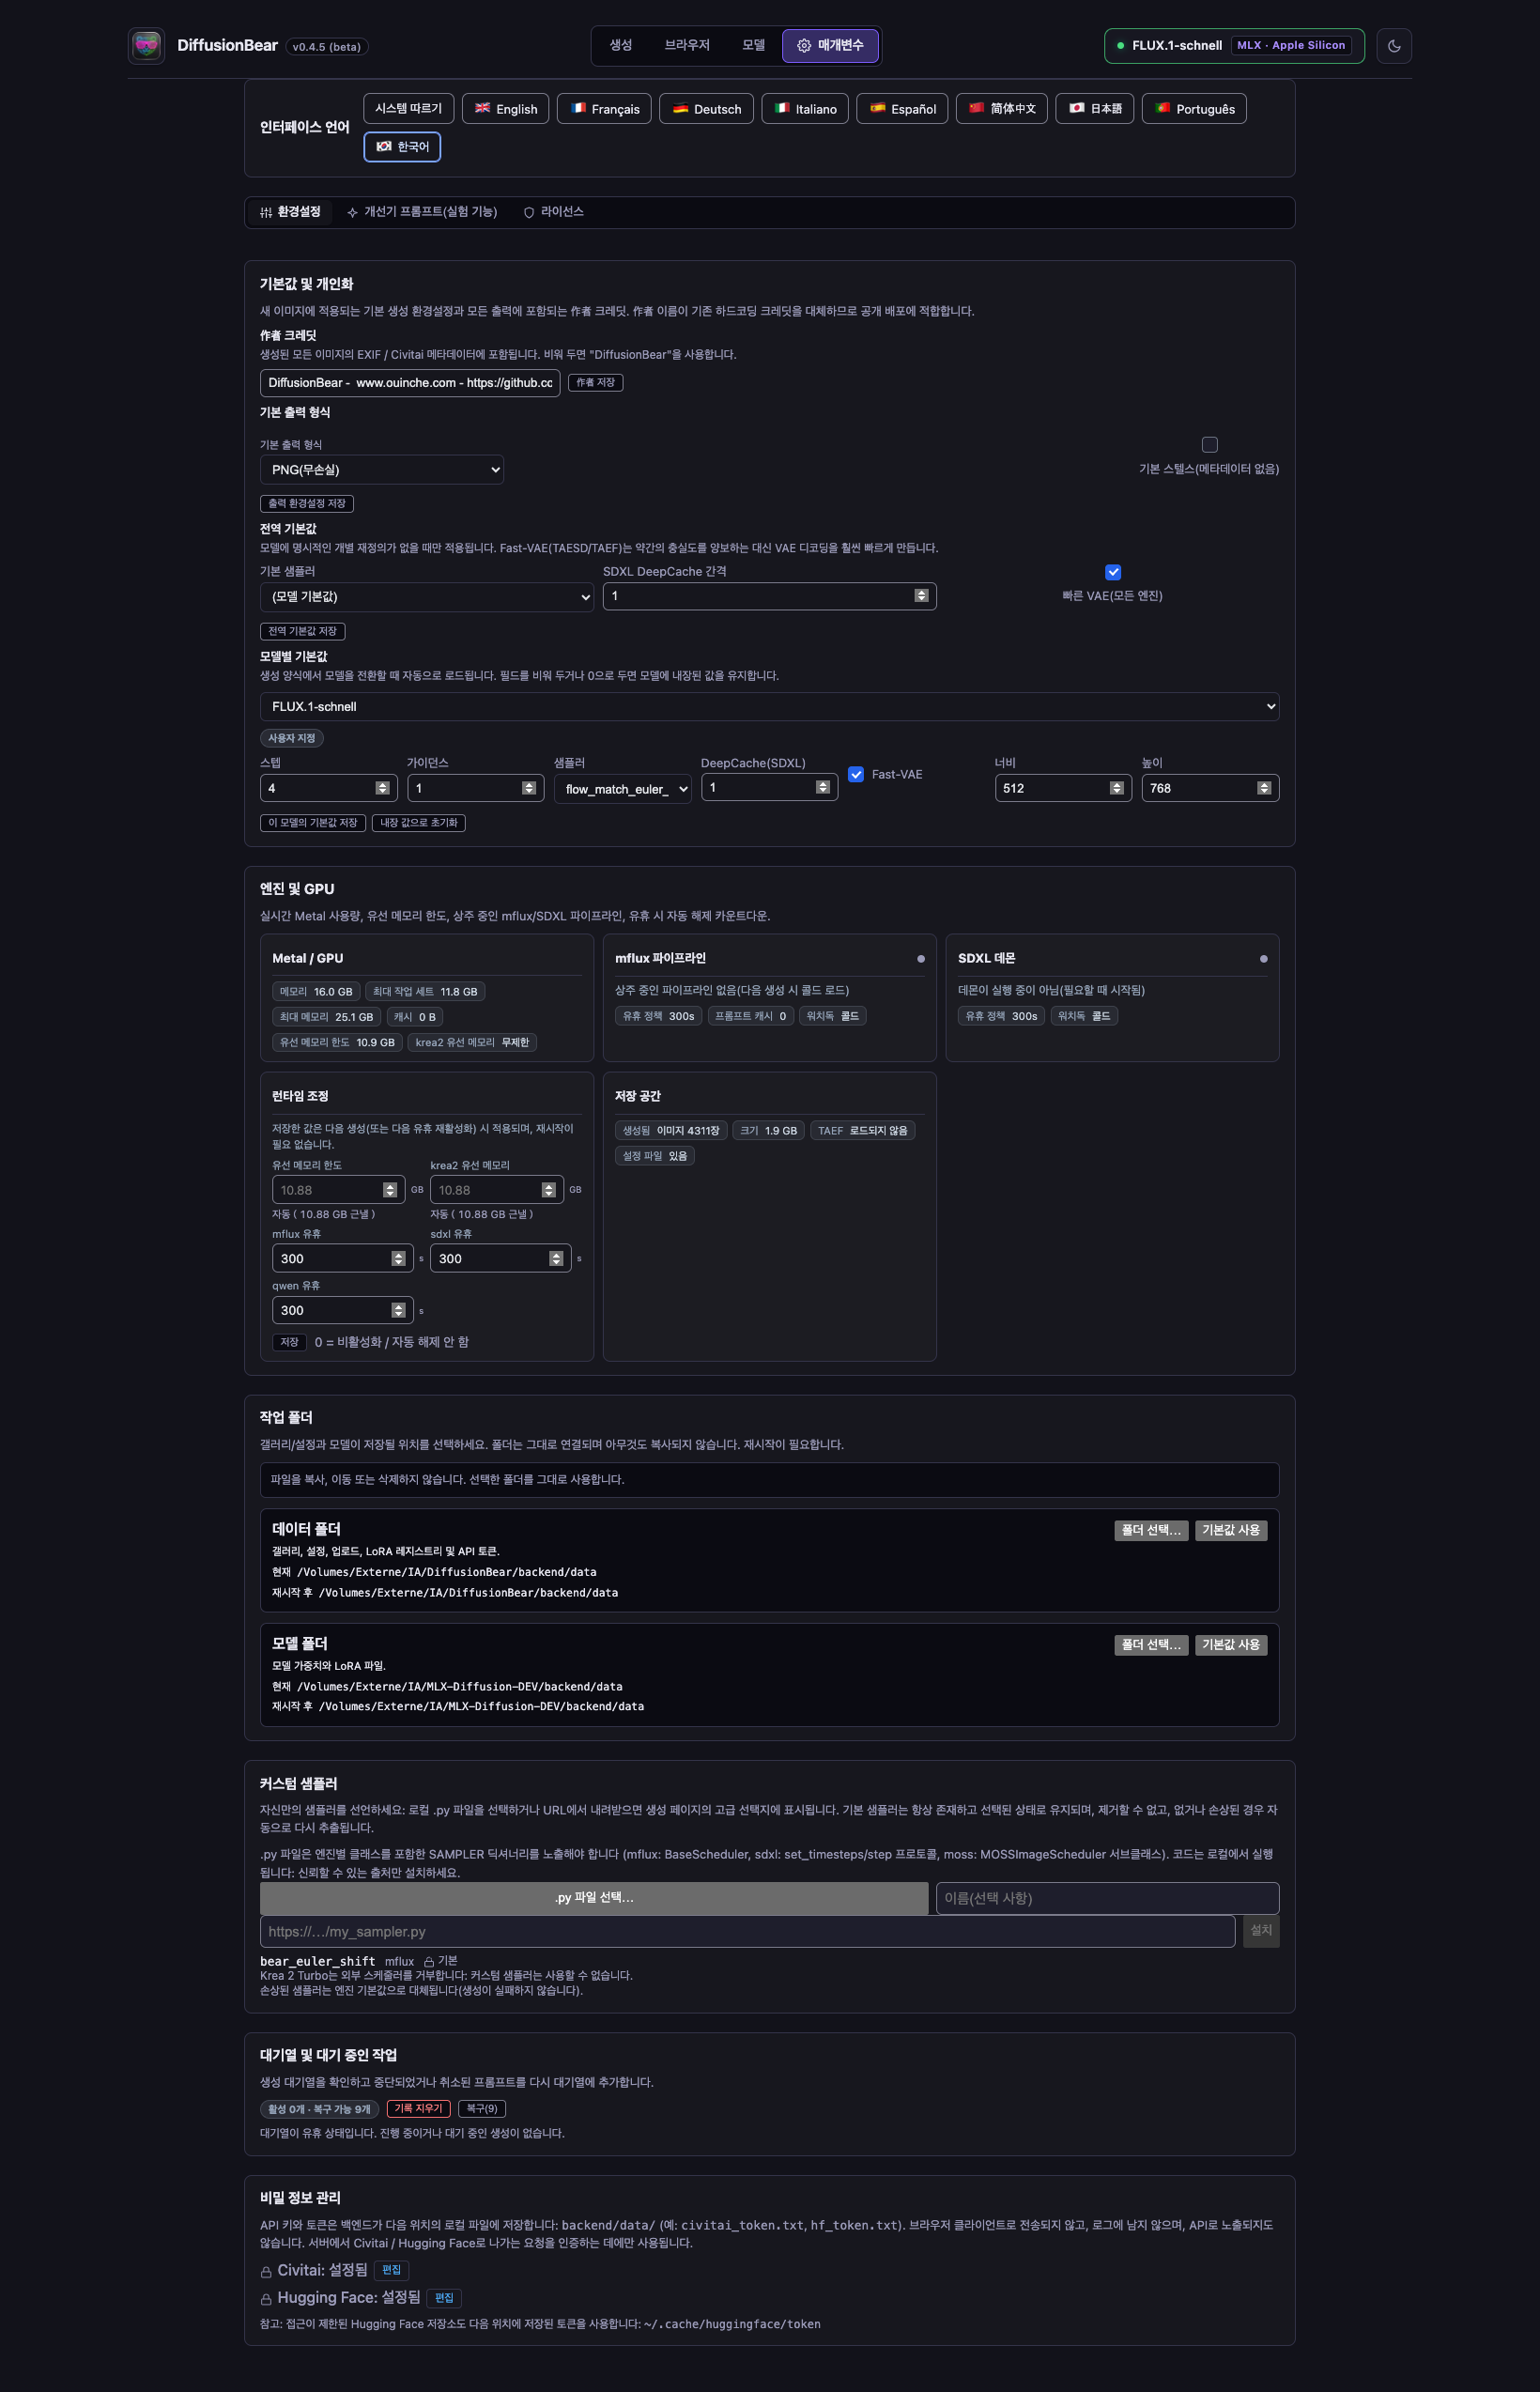 DiffusionBear v0.4.5 (beta)
생성 브라우저 모델 매개변수
FLUX.1-schnell MLX · Apple Silicon
인터페이스 언어
시스템 따르기 English Français Deutsch Italiano Español 简体中文 日本語 Português
한국어
환경설정 개선기 프롬프트(실험 기능) 라이선스
기본값 및 개인화
새 이미지에 적용되는 기본 생성 환경설정과 모든 출력에 포함되는 作者 크레딧. 作者 이름이 기존 하드코딩 크레딧을 대체하므로 공개 배포에 적합합니다.
作者 크레딧
생성된 모든 이미지의 EXIF / Civitai 메타데이터에 포함됩니다. 비워 두면 "DiffusionBear"을 사용합니다.
DiffusionBear - www.ouinche.com - https://github.cc 作者 저장
기본 출력 형식
기본 출력 형식
PNG(무손실)
기본 스텔스(메타데이터 없음)
출력 환경설정 저장
전역 기본값
모델에 명시적인 개별 재정의가 없을 때만 적용됩니다. Fast-VAE(TAESD/TAEF)는 약간의 충실도를 양보하는 대신 VAE 디코딩을 훨씬 빠르게 만듭니다.
기본 샘플러 SDXL DeepCache 간격
(모델 기본값) 1 빠른 VAE(모든 엔진)
전역 기본값 저장
모델별 기본값
생성 양식에서 모델을 전환할 때 자동으로 로드됩니다. 필드를 비워 두거나 0으로 두면 모델에 내장된 값을 유지합니다.
FLUX.1-schnell
사용자 지정
스텝 가이던스 샘플러 DeepCache(SDXL) Fast-VAE 너비 높이
4 1 flow_match_euler_ 1 512 768
이 모델의 기본값 저장 내장 값으로 초기화
엔진 및 GPU
실시간 Metal 사용량, 유선 메모리 한도, 상주 중인 mflux/SDXL 파이프라인, 유휴 시 자동 해제 카운트다운.
Metal / GPU
메모리 16.0 GB 최대 작업 세트 11.8 GB
최대 메모리 25.1 GB 캐시 0 B
유선 메모리 한도 10.9 GB krea2 유선 메모리 무제한
mflux 파이프라인
상주 중인 파이프라인 없음(다음 생성 시 콜드 로드)
유휴 정책 300s 프롬프트 캐시 0 워치독 콜드
SDXL 데몬
데몬이 실행 중이 아님(필요할 때 시작됨)
유휴 정책 300s 워치독 콜드
런타임 조정
저장한 값은 다음 생성(또는 다음 유휴 재활성화) 시 적용되며, 재시작이
필요 없습니다.
유선 메모리 한도 krea2 유선 메모리
10.88 GB 10.88 GB
자동 ( 10.88 GB 근낼 ) 자동 ( 10.88 GB 근낼 )
mflux 유휴 sdxl 유휴
300 s 300 s
qwen 유휴
300 s
저장 0 = 비활성화 / 자동 해제 안 함
저장 공간
생성됨 이미지 4311장 크기 1.9 GB TAEF 로드되지 않음
설정 파일 있음
작업 폴더
갤러리/설정과 모델이 저장될 위치를 선택하세요. 폴더는 그대로 연결되며 아무것도 복사되지 않습니다. 재시작이 필요합니다.
파일을 복사, 이동 또는 삭제하지 않습니다. 선택한 폴더를 그대로 사용합니다.
데이터 폴더 폴더 선택... 기본값 사용
갤러리, 설정, 업로드, LoRA 레지스트리 및 API 토큰.
현재 /Volumes/Externe/IA/DiffusionBear/backend/data
재시작 후 /Volumes/Externe/IA/DiffusionBear/backend/data
모델 폴더 폴더 선택... 기본값 사용
모델 가중치와 LoRA 파일.
현재 /Volumes/Externe/IA/MLX-Diffusion-DEV/backend/data
재시작 후 /Volumes/Externe/IA/MLX-Diffusion-DEV/backend/data
커스텀 샘플러
자신만의 샘플러를 선언하세요: 로컬 .py 파일을 선택하거나 URL에서 내려받으면 생성 페이지의 고급 선택지에 표시됩니다. 기본 샘플러는 항상 존재하고 선택된 상태로 유지되며, 제거할 수 없고, 없거나 손상된 경우 자
동으로 다시 추출됩니다.
.py 파일은 엔진별 클래스를 포함한 SAMPLER 딕셔너리를 노출해야 합니다 (mflux: BaseScheduler, sdxl: set_timesteps/step 프로토콜, moss: MOSSImageScheduler 서브클래스). 코드는 로컬에서 실행
됩니다: 신뢰할 수 있는 출처만 설치하세요.
.py 파일 선택... 이름(선택 사항)
https://.../my_sampler.py 설치
bear_euler_shift mflux 기본
Krea 2 Turbo는 외부 스케줄러를 거부합니다: 커스텀 샘플러는 사용할 수 없습니다.
손상된 샘플러는 엔진 기본값으로 대체됩니다(생성이 실패하지 않습니다).
대기열 및 대기 중인 작업
생성 대기열을 확인하고 중단되었거나 취소된 프롬프트를 다시 대기열에 추가합니다.
활성 0개 · 복구 가능 9개 기록 지우기 복구(9)
대기열이 유휴 상태입니다. 진행 중이거나 대기 중인 생성이 없습니다.
비밀 정보 관리
API 키와 토큰은 백엔드가 다음 위치의 로컬 파일에 저장합니다: backend/data/ (예: civitai_token.txt, hf_token.txt). 브라우저 클라이언트로 전송되지 않고, 로그에 남지 않으며, API로 노출되지도
않습니다. 서버에서 Civitai / Hugging Face로 나가는 요청을 인증하는 데에만 사용됩니다.
Civitai: 설정됨 편집
Hugging Face: 설정됨 편집
참고: 접근이 제한된 Hugging Face 저장소도 다음 위치에 저장된 토큰을 사용합니다: ~/.cache/huggingface/token